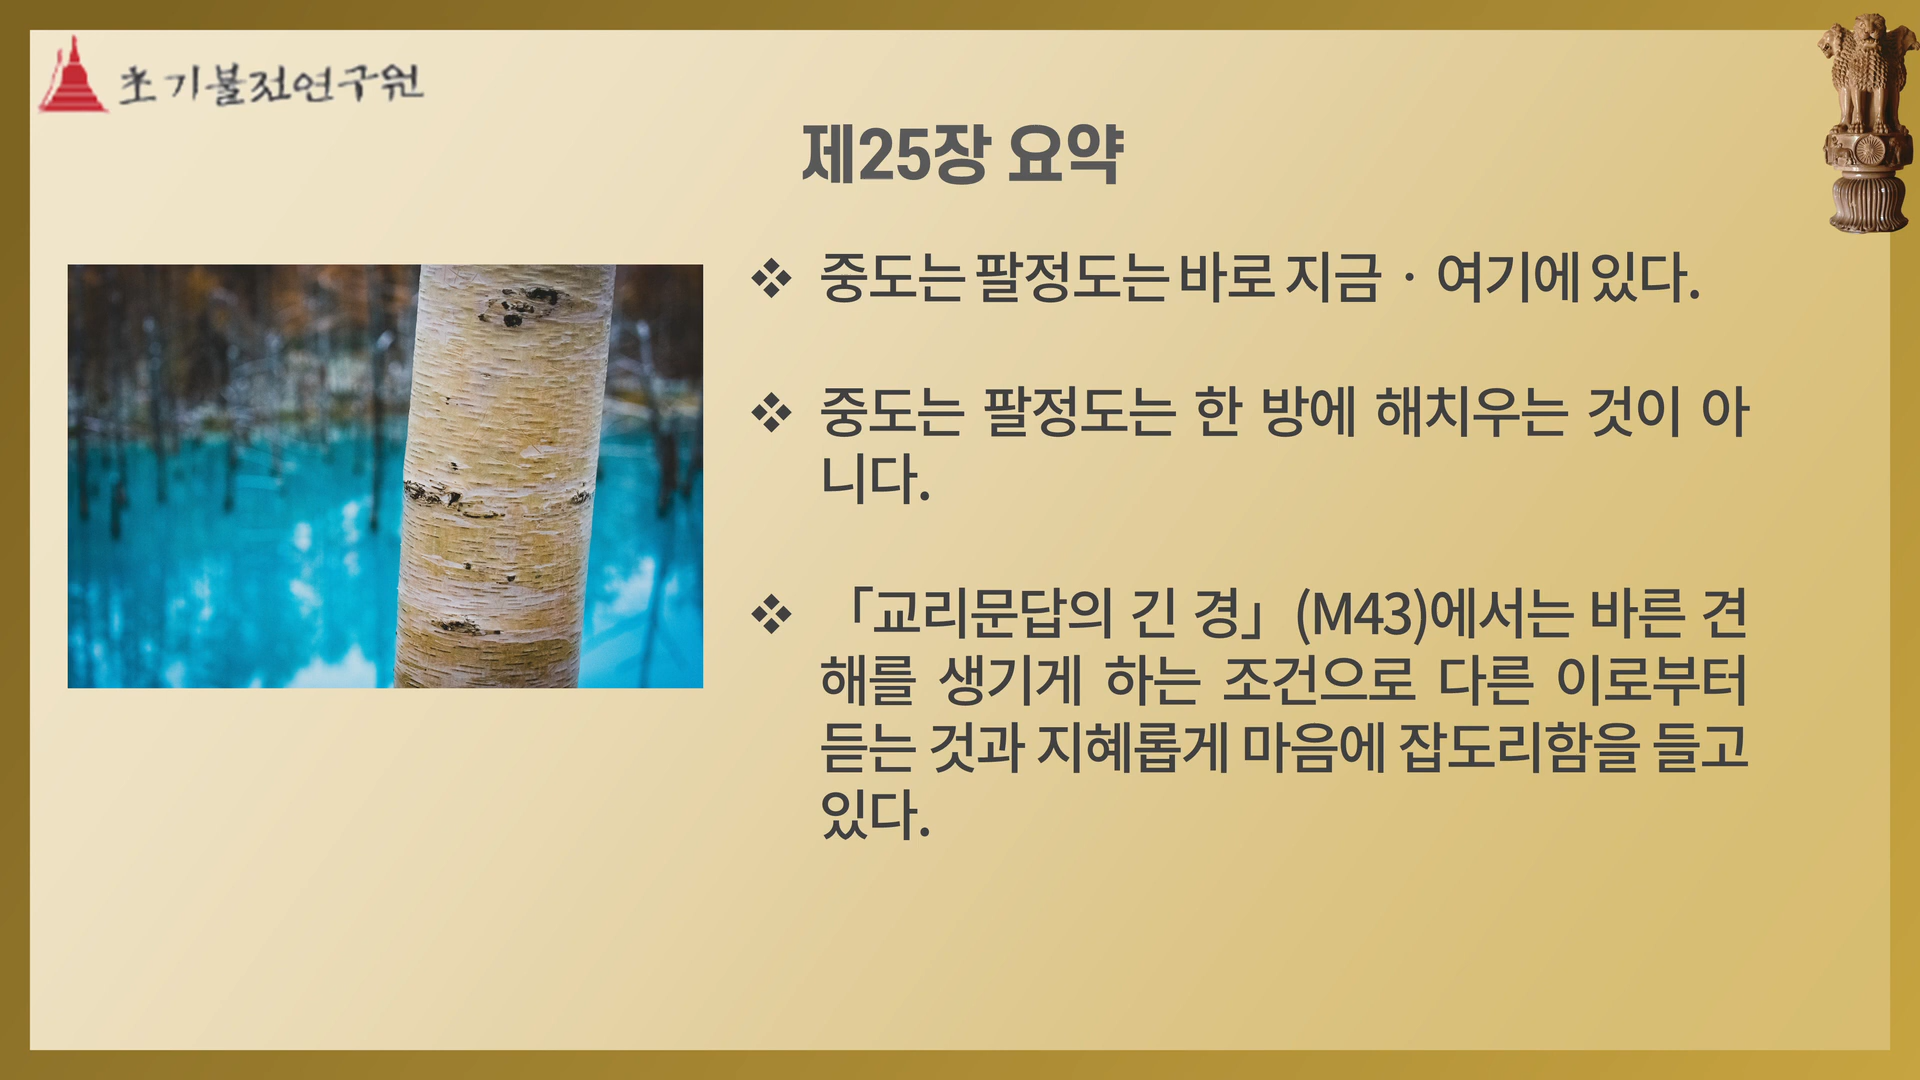 초기불전연구원
제25장 요약
❖ 중도는 팔정도는 바로 지금 · 여기에 있다.
❖ 중도는 팔정도는 한 방에 해치우는 것이 아
니다.
❖ 「교리문답의 긴 경」(M43)에서는 바른 견
해를 생기게 하는 조건으로 다른 이로부터
듣는 것과 지혜롭게 마음에 잡도리함을 들고
있다.